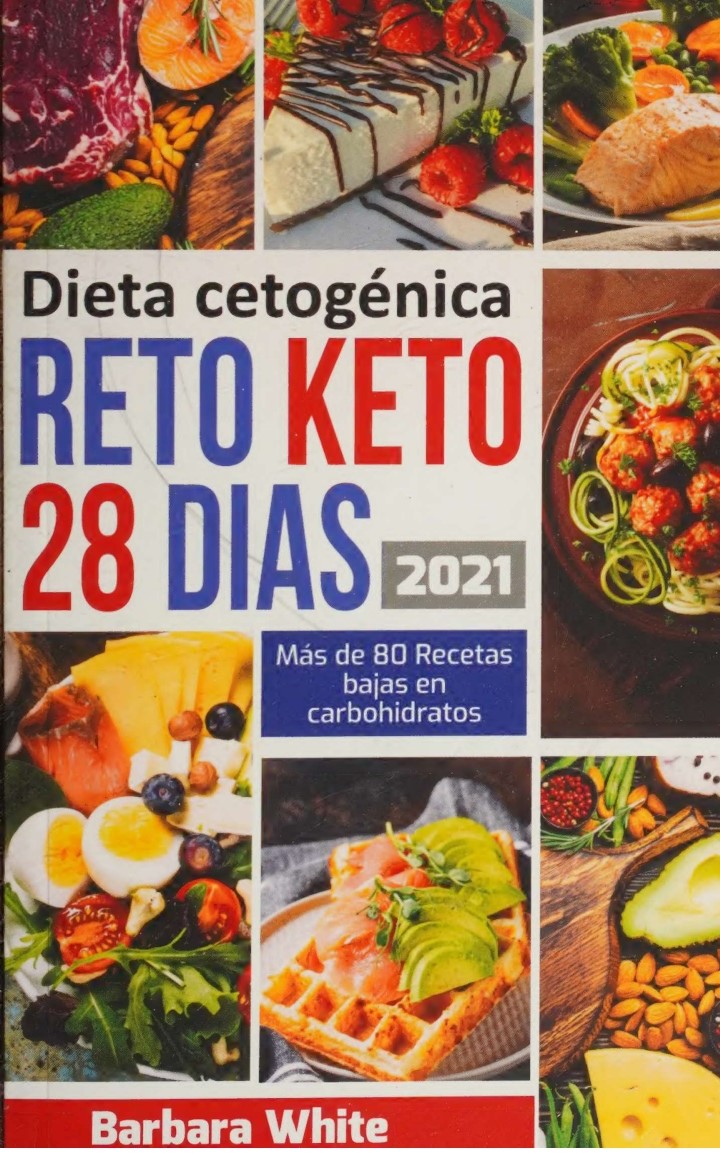 Dieta cetogénica
RETO KETO
28 DIAS 2021
Más de 80 Recetas
bajas en
carbohidratos
Barbara White